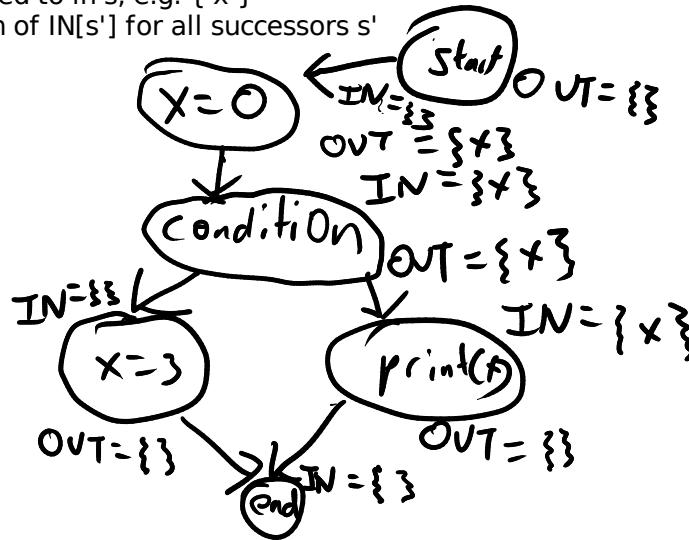 ed to in s, e.g. { x }
n of IN[s'] for all successors s'
start
OUT={}
x=0
IN={}
OUT={x}
IN={x}
condition
OUT={x}
IN={}
IN={x}
x=3
print(x)
OUT={}
OUT={}
IN={}
end